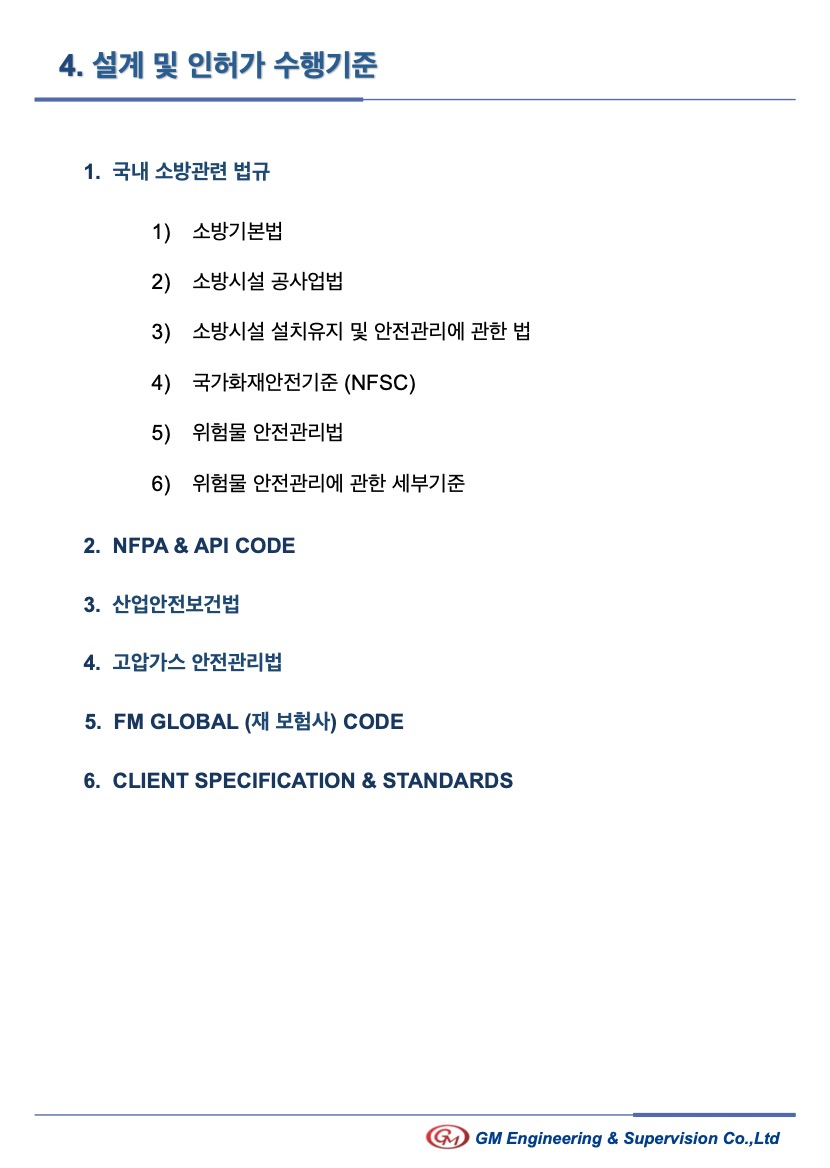 4. 설계 및 인허가 수행기준
1. 국내 소방관련 법규
1) 소방기본법
2) 소방시설 공사업법
3) 소방시설 설치유지 및 안전관리에 관한 법
4) 국가화재안전기준 (NFSC)
5) 위험물 안전관리법
6) 위험물 안전관리에 관한 세부기준
2. NFPA & API CODE
3. 산업안전보건법
4. 고압가스 안전관리법
5. FM GLOBAL (재 보험사) CODE
6. CLIENT SPECIFICATION & STANDARDS
GM GM Engineering & Supervision Co.,Ltd